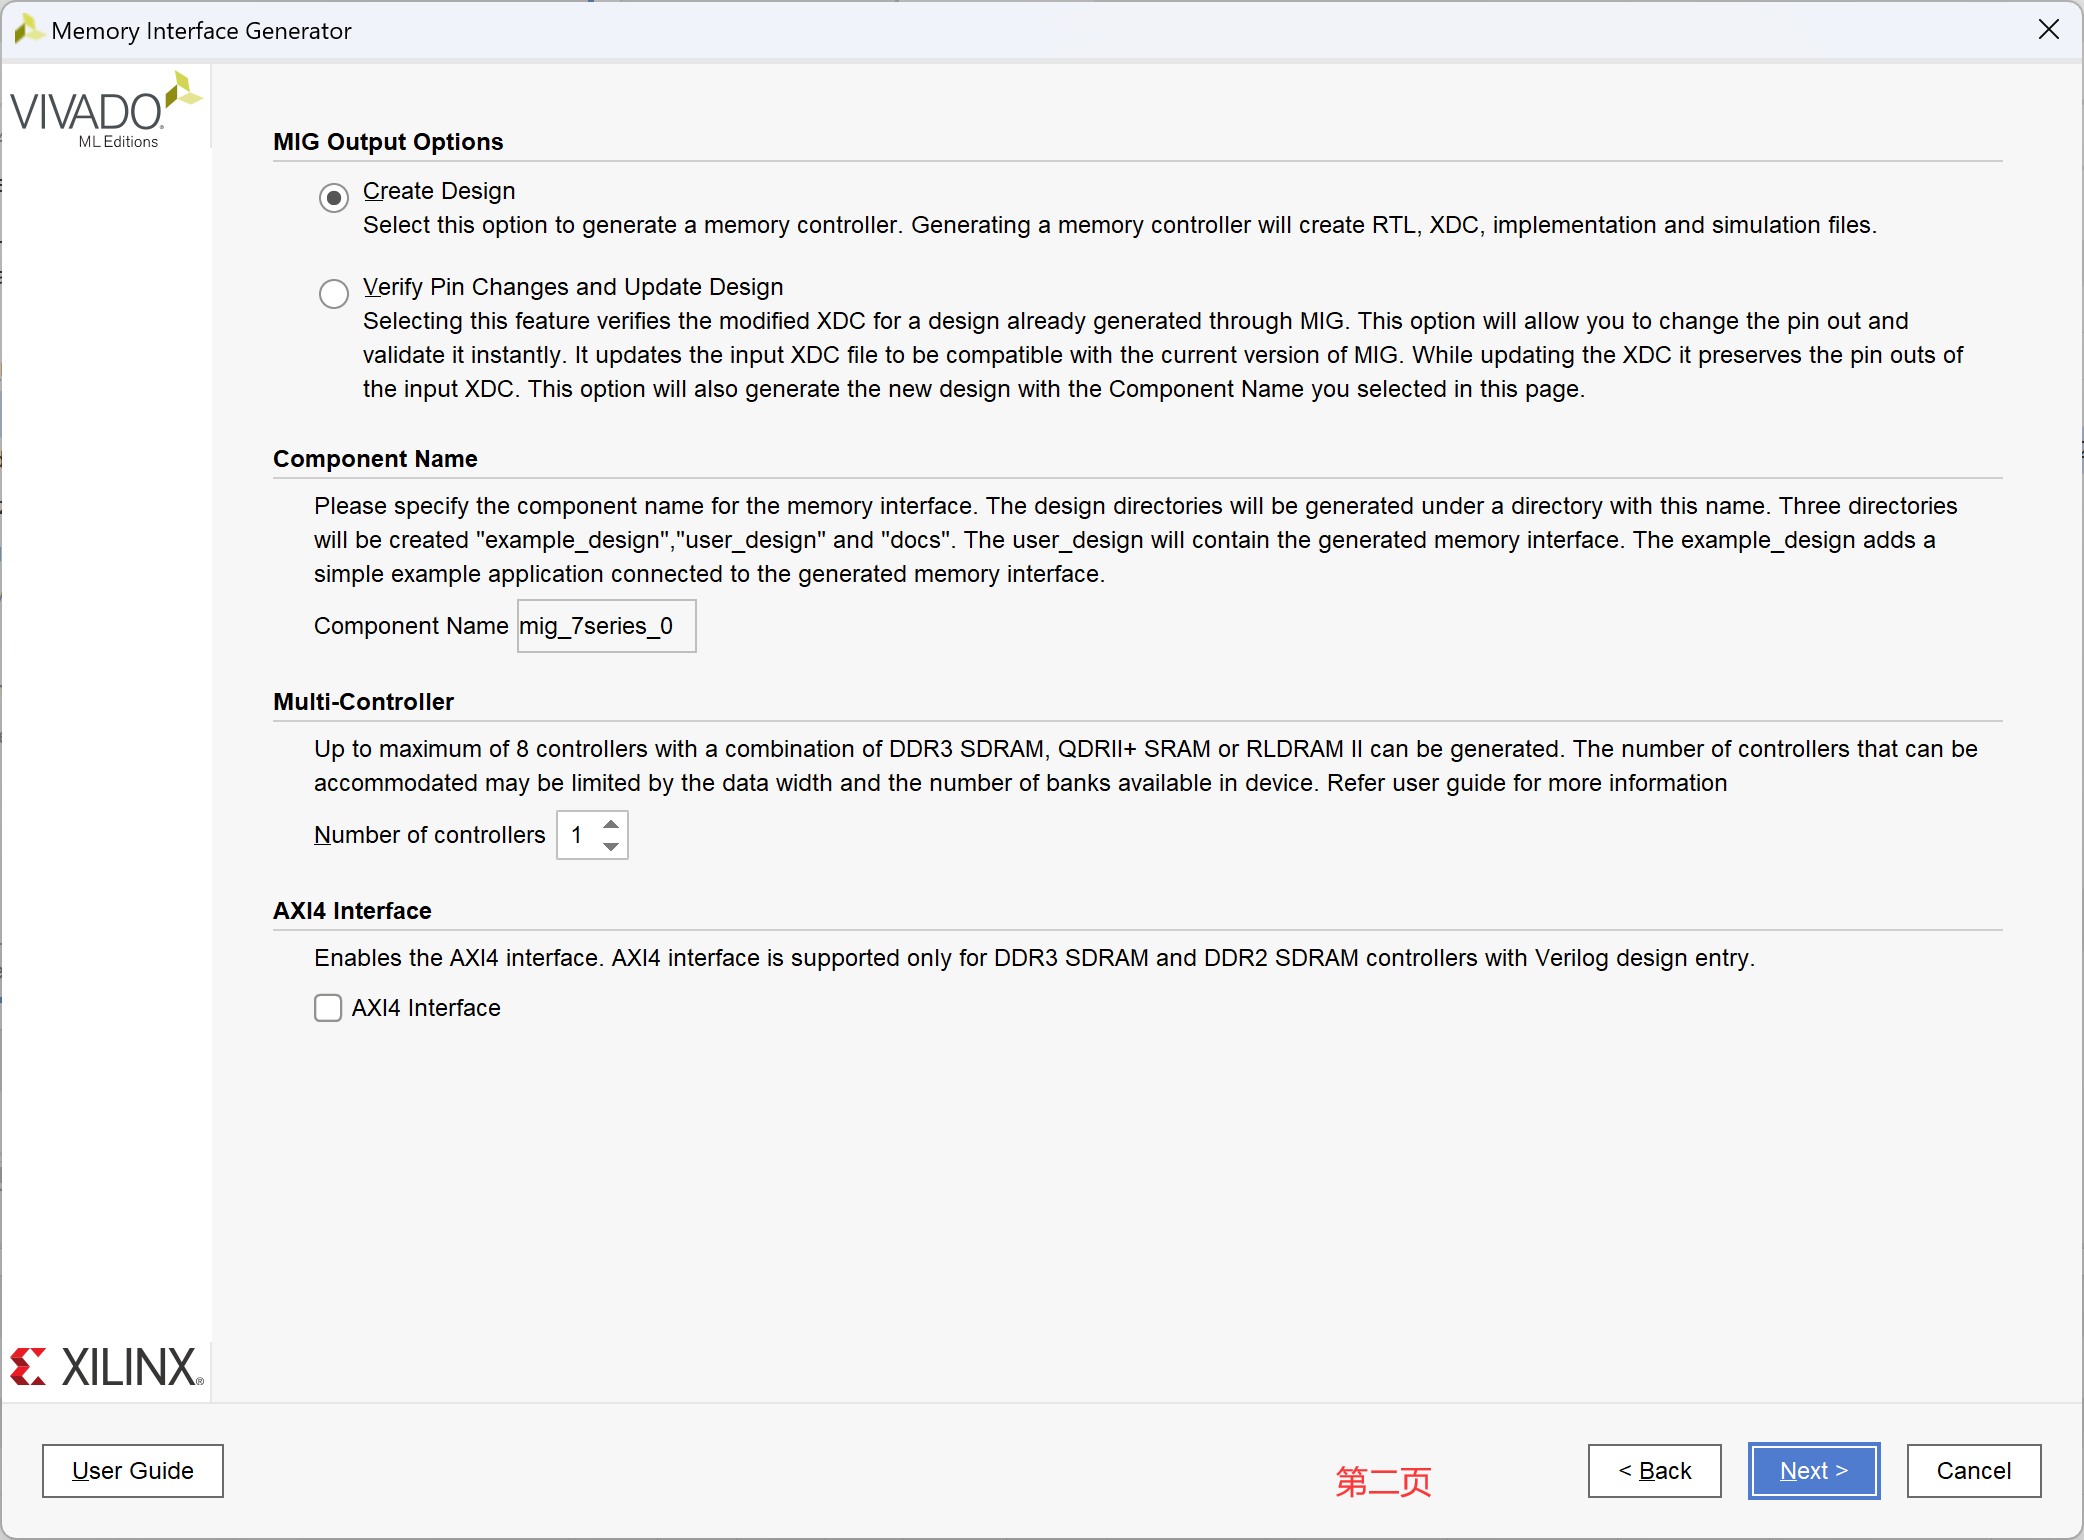 Memory Interface Generator
VIVADO
ML Editions
MIG Output Options
Create Design
Select this option to generate a memory controller. Generating a memory controller will create RTL, XDC, implementation and simulation files.
Verify Pin Changes and Update Design
Selecting this feature verifies the modified XDC for a design already generated through MIG. This option will allow you to change the pin out and
validate it instantly. It updates the input XDC file to be compatible with the current version of MIG. While updating the XDC it preserves the pin outs of
the input XDC. This option will also generate the new design with the Component Name you selected in this page.
Component Name
Please specify the component name for the memory interface. The design directories will be generated under a directory with this name. Three directories
will be created "example_design","user_design" and "docs". The user_design will contain the generated memory interface. The example_design adds a
simple example application connected to the generated memory interface.
Component Name mig_7series_0
Multi-Controller
Up to maximum of 8 controllers with a combination of DDR3 SDRAM, QDRII+ SRAM or RLDRAM II can be generated. The number of controllers that can be
accommodated may be limited by the data width and the number of banks available in device. Refer user guide for more information
Number of controllers 1
AXI4 Interface
Enables the AXI4 interface. AXI4 interface is supported only for DDR3 SDRAM and DDR2 SDRAM controllers with Verilog design entry.
AXI4 Interface
XILINX®
User Guide
第二页
< Back
Next >
Cancel